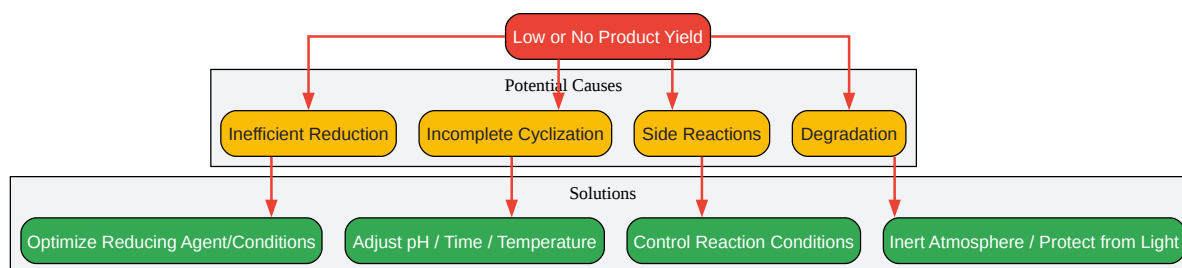 Low or No Product Yield
Potential Causes
Inefficient Reduction
Incomplete Cyclization
Side Reactions
Degradation
Solutions
Optimize Reducing Agent/Conditions
Adjust pH / Time / Temperature
Control Reaction Conditions
Inert Atmosphere / Protect from Light